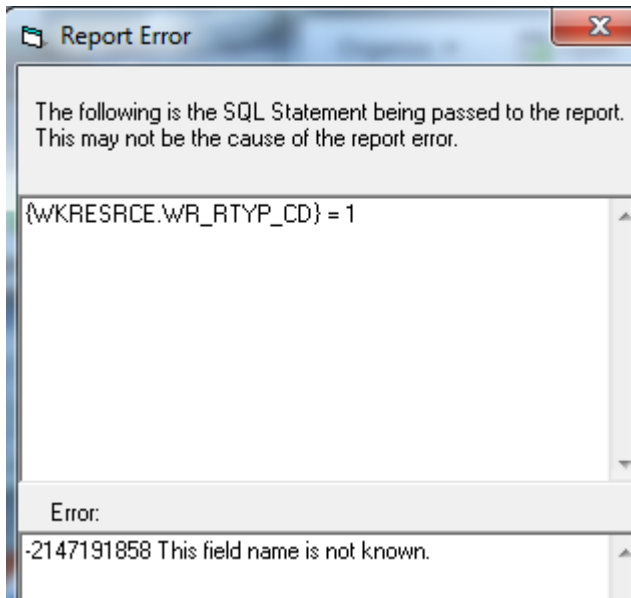 Report Error
The following is the SQL Statement being passed to the report.
This may not be the cause of the report error.
{WKRESRCE.WR_RTYP_CD} = 1
Error:
-2147191858 This field name is not known.